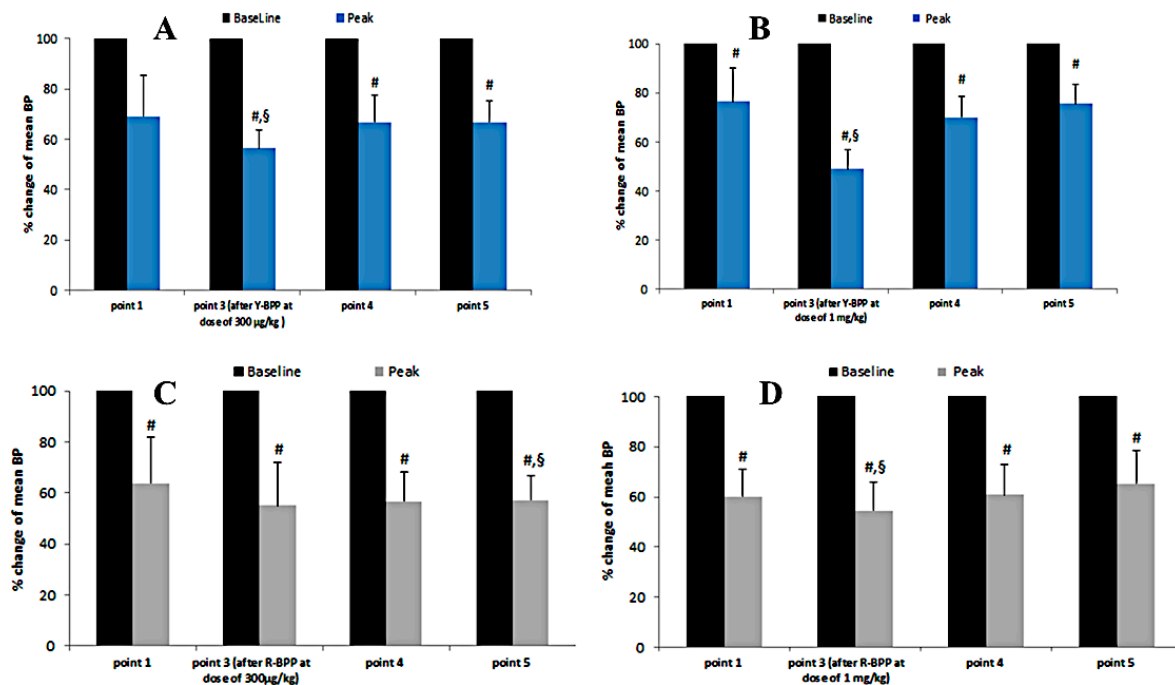 BaseLine Peak
A
% change of mean BP
100
80
60
40
20
0
#,§
#
#
point 1
point 3 (after Y-BPP at
dose of 300 µg/kg )
point 4
point 5
BaseLine Peak
B
% change of mean BP
100
80
60
40
20
0
#
#,§
#
#
point 1
point 3 (after Y-BPP at
dose of 1 mg/kg)
point 4
point 5
Baseline Peak
C
% change of mean BP
100
80
60
40
20
0
#
#
#
#,§
point 1
point 3 (after R-BPP at
dose of 300µg/kg)
point 4
point 5
Baseline Peak
D
% change of meah BP
100
80
60
40
20
0
#
#,§
#
#
point 1
point 3 (after R-BPP at
dose of 1 mg/kg)
point 4
point 5